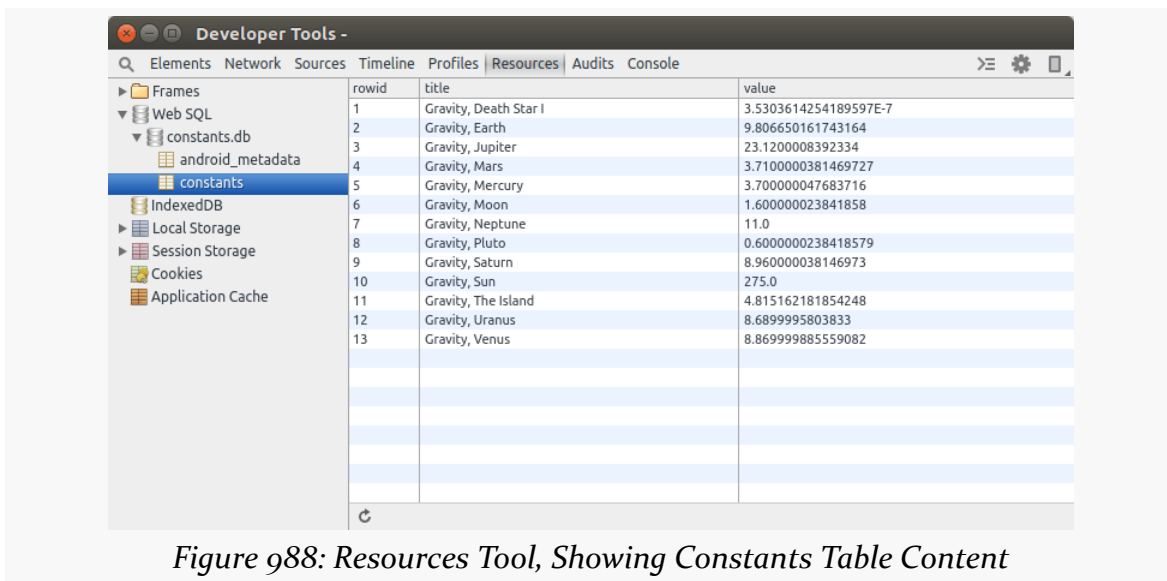 Developer Tools -
Elements Network Sources Timeline Profiles Resources Audits Console
Frames
Web SQL
constants.db
android_metadata
constants
IndexedDB
Local Storage
Session Storage
Cookies
Application Cache
rowid title value
1 Gravity, Death Star I 3.5303614254189597E-7
2 Gravity, Earth 9.806650161743164
3 Gravity, Jupiter 23.1200008392334
4 Gravity, Mars 3.7100000381469727
5 Gravity, Mercury 3.700000047683716
6 Gravity, Moon 1.600000023841858
7 Gravity, Neptune 11.0
8 Gravity, Pluto 0.6000000238418579
9 Gravity, Saturn 8.960000038146973
10 Gravity, Sun 275.0
11 Gravity, The Island 4.815162181854248
12 Gravity, Uranus 8.6899995803833
13 Gravity, Venus 8.869999885559082
Figure 988: Resources Tool, Showing Constants Table Content